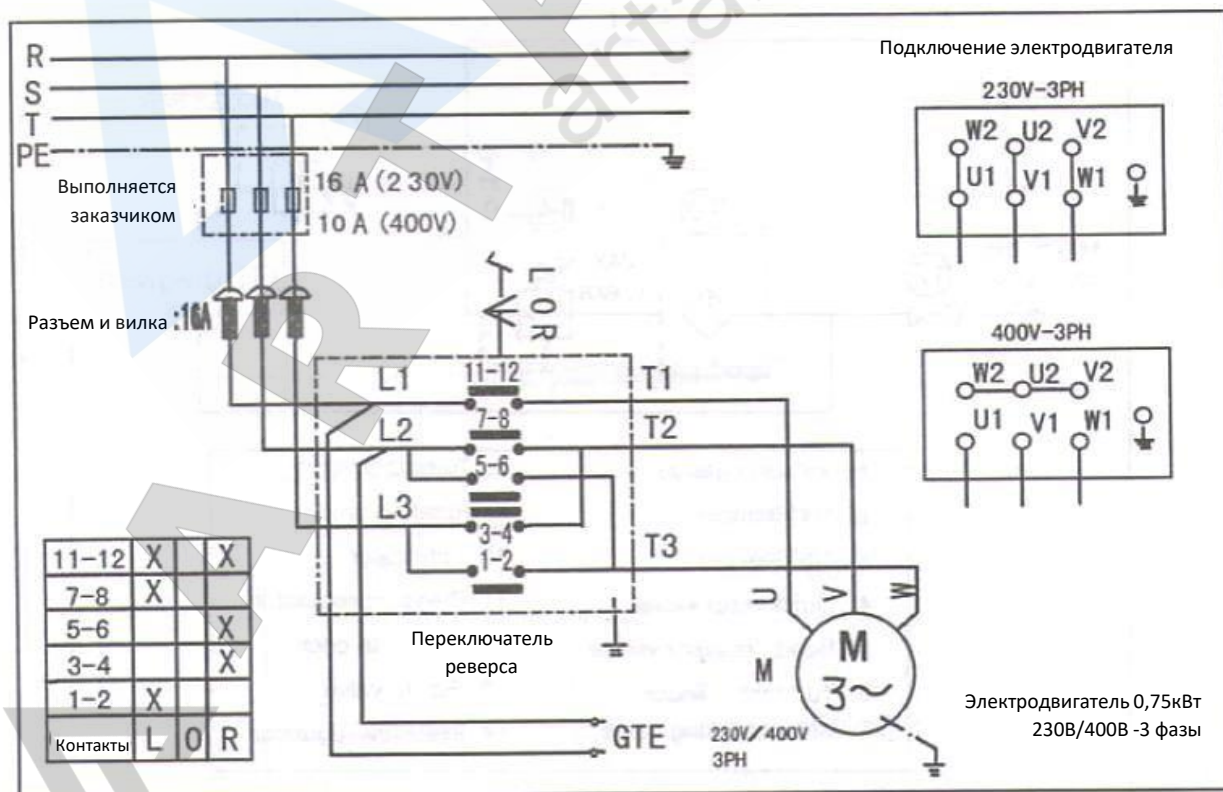 R
S
T
PE
Выполняется
заказчиком
16 A (2 30V)
10 A (400V)
Разъем и вилка :16A
L O R
L1
L2
L3
11-12
7-8
5-6
3-4
1-2
T1
T2
T3
Переключатель
реверса
GTE
U
V
W
M
M
3~
230V/400V
3PH
Электродвигатель 0,75кВт
230В/400В -3 фазы
Подключение электродвигателя
230V-3PH
W2 U2 V2
U1 V1 W1
400V-3PH
W2 U2 V2
U1 V1 W1
11-12 X X
7-8 X
5-6 X
3-4 X
1-2 X
Контакты L O R
ART
arta